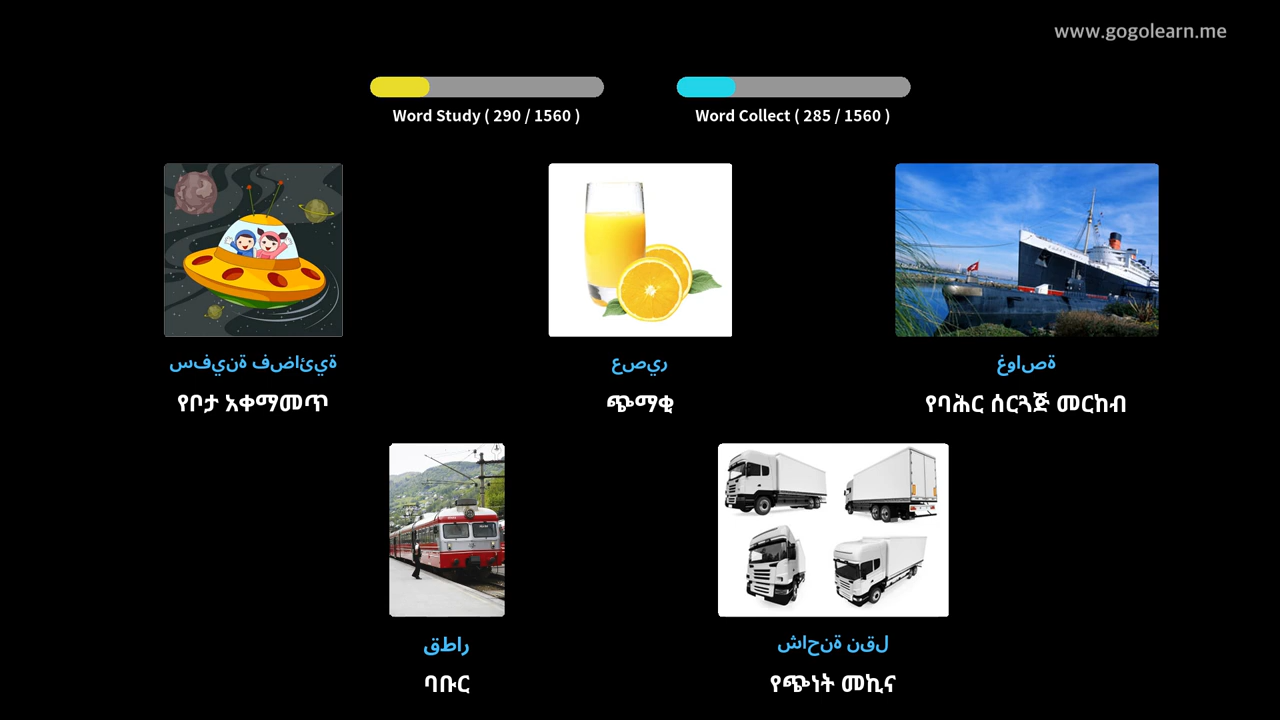 www.gogolearn.me
Word Study ( 290 / 1560 )
Word Collect ( 285 / 1560 )
سفينة فضائية
عصير
غواصة
የቦታ አቀማመጥ
ጭማቂ
የባሕር ሰርጓጅ መርከብ
قطار
شاحنة نقل
ባቡር
የጭነት መኪና